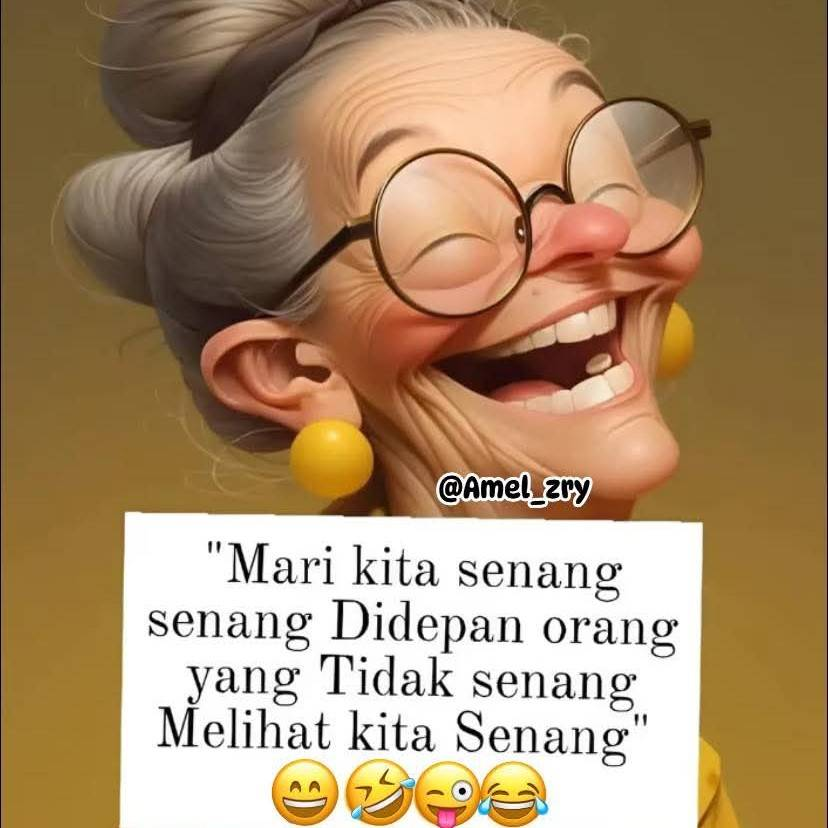 @Amel_zry
"Mari kita senang
senang Didepan orang
yang Tidak senang
Melihat kita Senang"
😄🤣😜😂